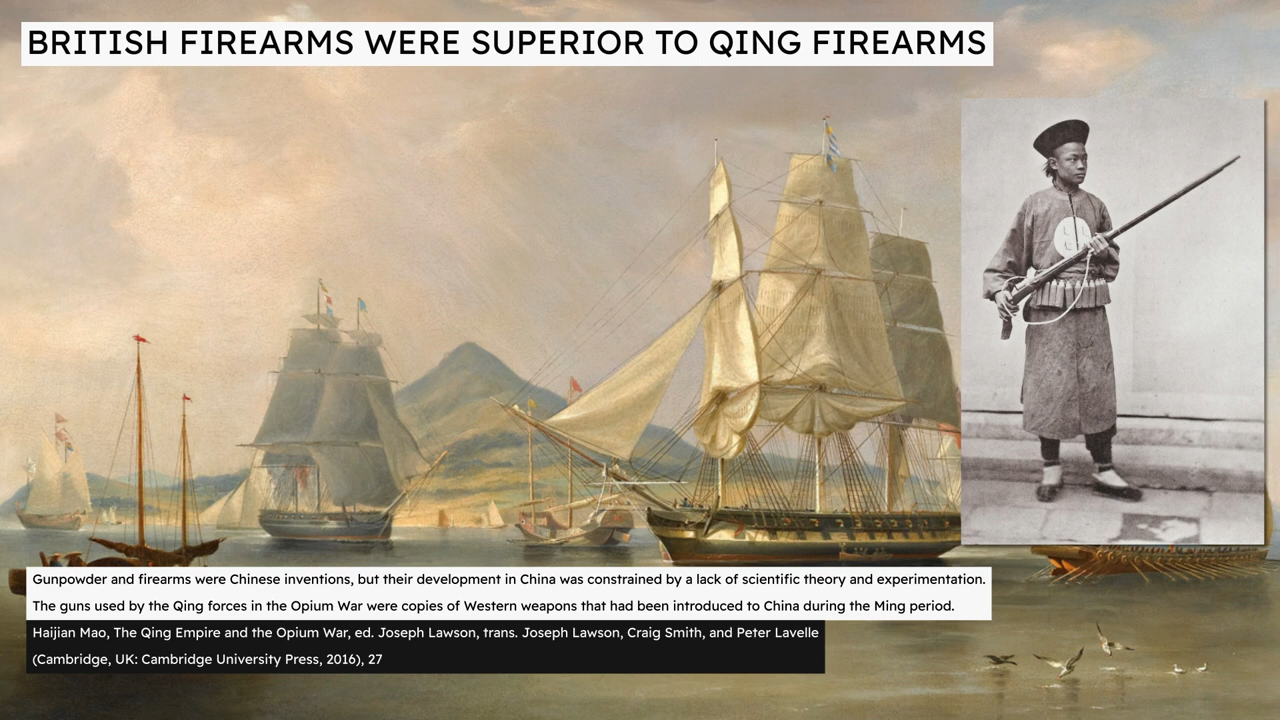 BRITISH FIREARMS WERE SUPERIOR TO QING FIREARMS
Gunpowder and firearms were Chinese inventions, but their development in China was constrained by a lack of scientific theory and experimentation.
The guns used by the Qing forces in the Opium War were copies of Western weapons that had been introduced to China during the Ming period.
Haijian Mao, The Qing Empire and the Opium War, ed. Joseph Lawson, trans. Joseph Lawson, Craig Smith, and Peter Lavelle
(Cambridge, UK: Cambridge University Press, 2016), 27